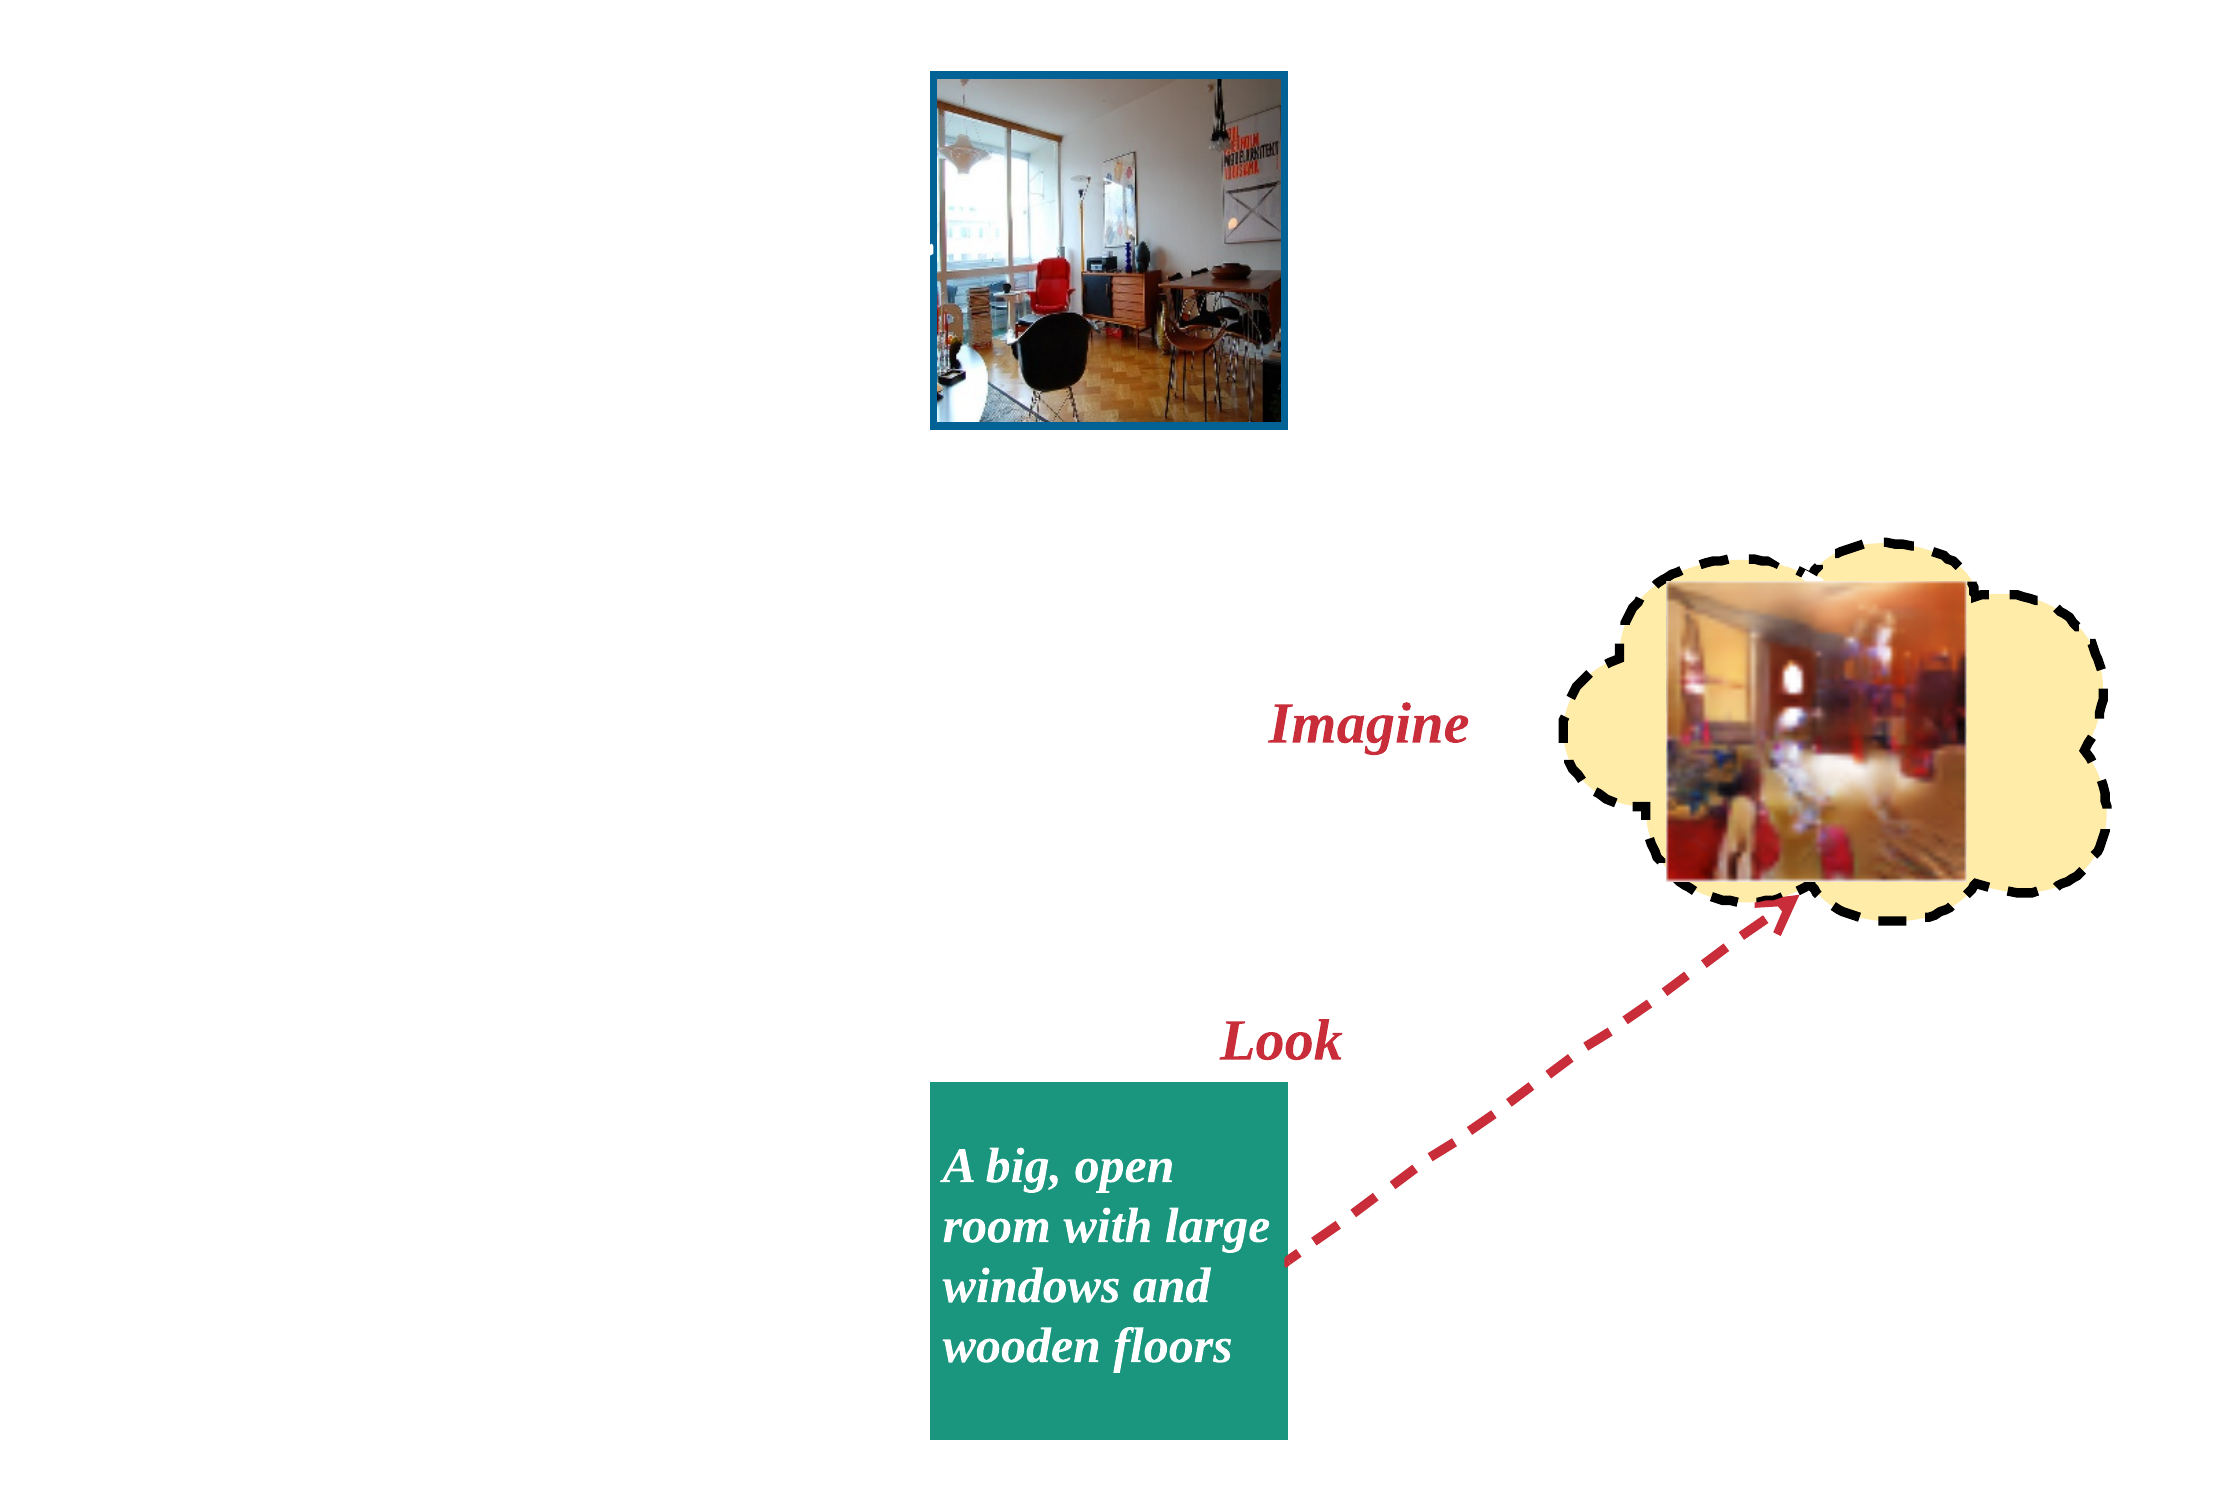 Imagine
Look
A big, open
room with large
windows and
wooden floors